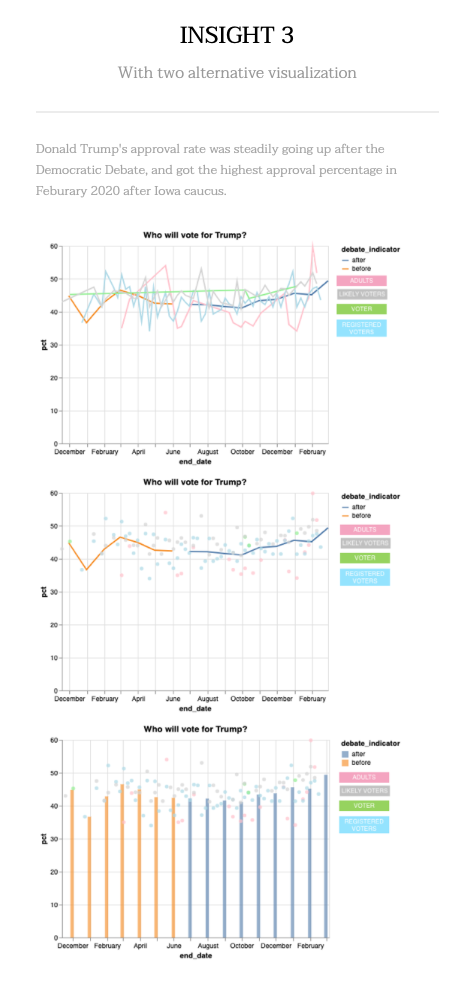 INSIGHT 3
With two alternative visualization
Donald Trump's approval rate was steadily going up after the
Democratic Debate, and got the highest approval percentage in
Feburary 2020 after Iowa caucus.
Who will vote for Trump?
60
50
40
30
20
10
0
pct
December February April June August October December February
end_date
debate_indicator
after
before
ADULTS
LIKELY VOTERS
VOTER
REGISTERED
VOTERS
Who will vote for Trump?
60
50
40
30
20
10
0
pct
December February April June August October December February
end_date
debate_indicator
after
before
ADULTS
LIKELY VOTERS
VOTER
REGISTERED
VOTERS
Who will vote for Trump?
60
50
40
30
20
10
0
pct
December February April June August October December February
end_date
debate_indicator
after
before
ADULTS
LIKELY VOTERS
VOTER
REGISTERED
VOTERS